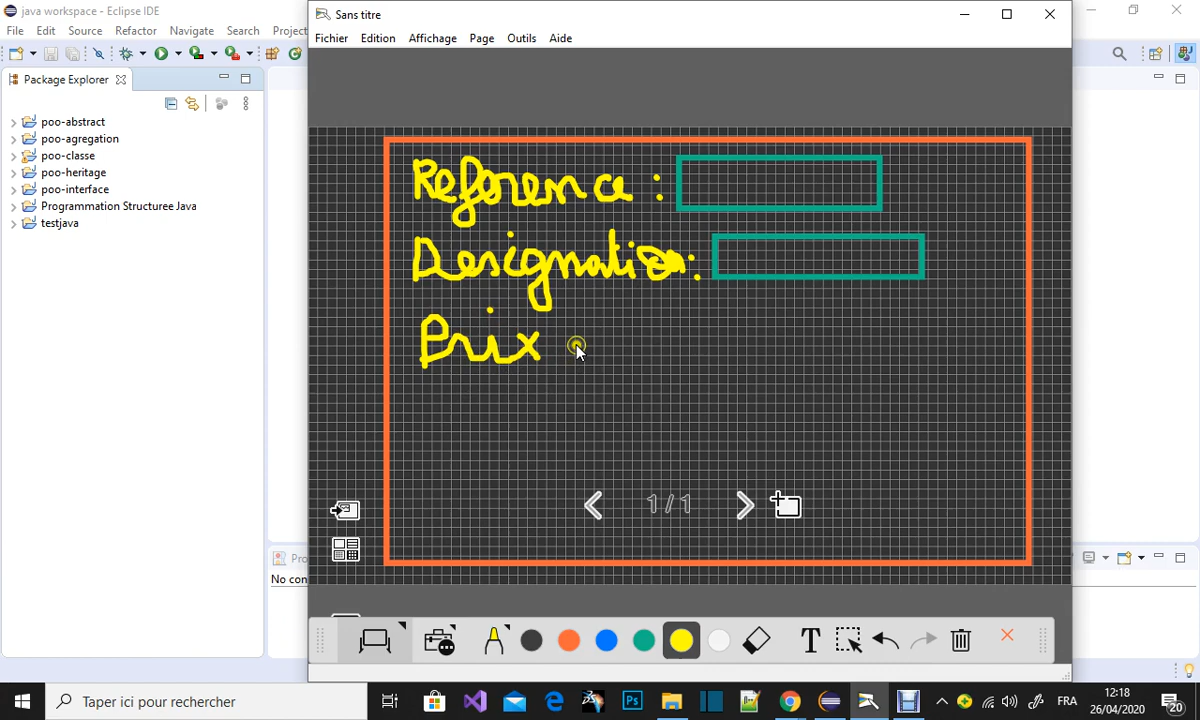 java workspace - Eclipse IDE
File Edit Source Refactor Navigate Search Project
Package Explorer
poo-abstract
poo-agregation
poo-classe
poo-heritage
poo-interface
Programmation Structuree Java
testjava
No con
Sans titre
Fichier Edition Affichage Page Outils Aide
Reference :
Designation:
Prix
1/1
T
Taper ici pour rechercher
Ps
FRA
12:18
26/04/2020
20